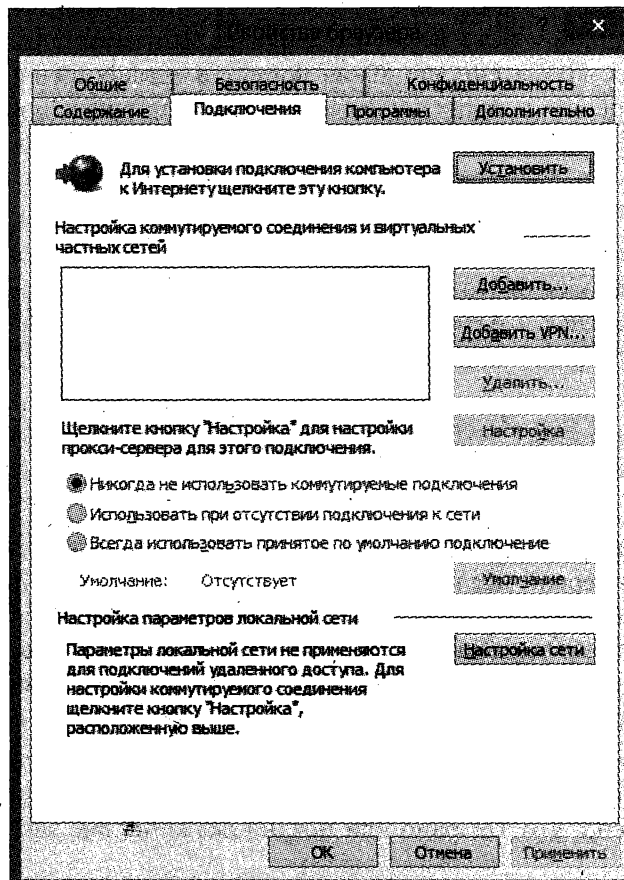 Свойства браузера
×
Общие Безопасность Конфиденциальность
Содержание Подключения Программы Дополнительно
Для установки подключения компьютера Установить
к Интернету щелкните эту кнопку.
Настройка коммутируемого соединения и виртуальных
частных сетей
Добавить...
Добавить VPN...
Удалить...
Щелкните кнопку "Настройка" для настройки Настройка
прокси-сервера для этого подключения.
Никогда не использовать коммутируемые подключения
Использовать при отсутствии подключения к сети
Всегда использовать принятое по умолчанию подключение
Умолчание: Отсутствует Умолчание
Настройка параметров локальной сети
Параметры локальной сети не применяются Настройка сети
для подключений удаленного доступа. Для
настройки коммутируемого соединения
щелкните кнопку "Настройка",
расположенную выше.
OK Отмена Применить